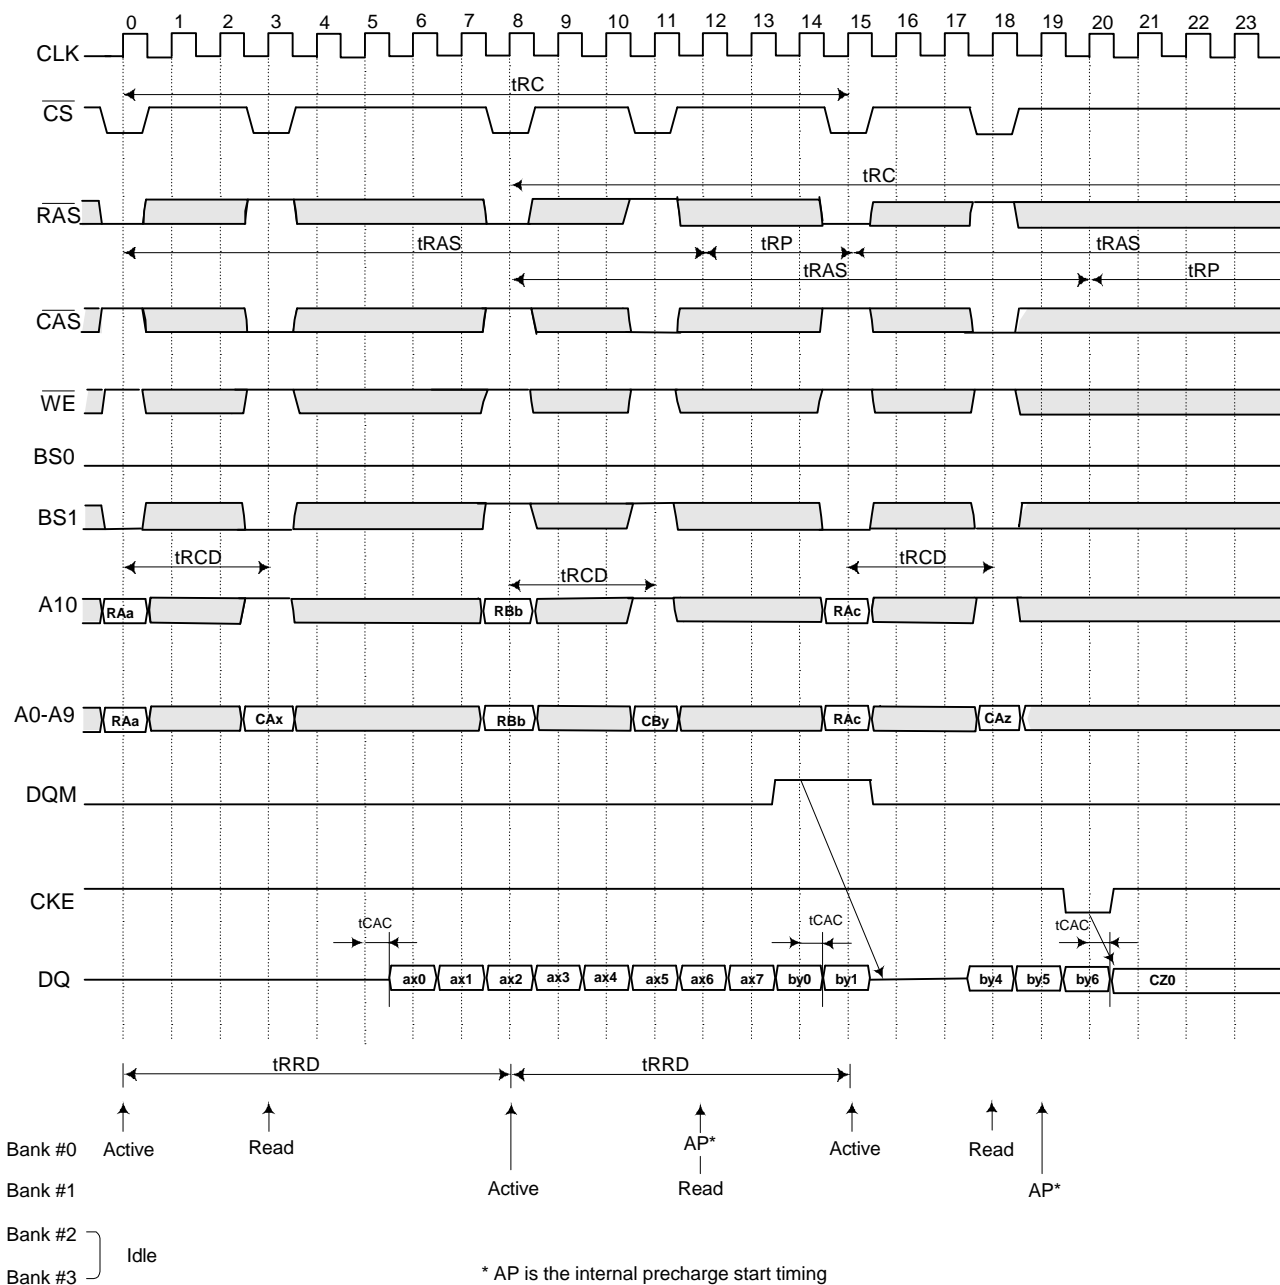 0 1 2 3 4 5 6 7 8 9 10 11 12 13 14 15 16 17 18 19 20 21 22 23
CLK
tRC
CS
tRC
RAS
tRAS tRP tRAS
tRAS tRP
CAS
WE
BS0
BS1
tRCD tRCD tRCD
A10 RAa RBb RAc
A0-A9 RAa CAx RBb CBy RAc CAz
DQM
CKE
tCAC tCAC tCAC
DQ ax0 ax1 ax2 ax3 ax4 ax5 ax6 ax7 by0 by1 by4 by5 by6 CZ0
tRRD tRRD
Bank #0 Active Read AP* Active Read
Bank #1 Active Read AP*
Bank #2
Idle
Bank #3
* AP is the internal precharge start timing